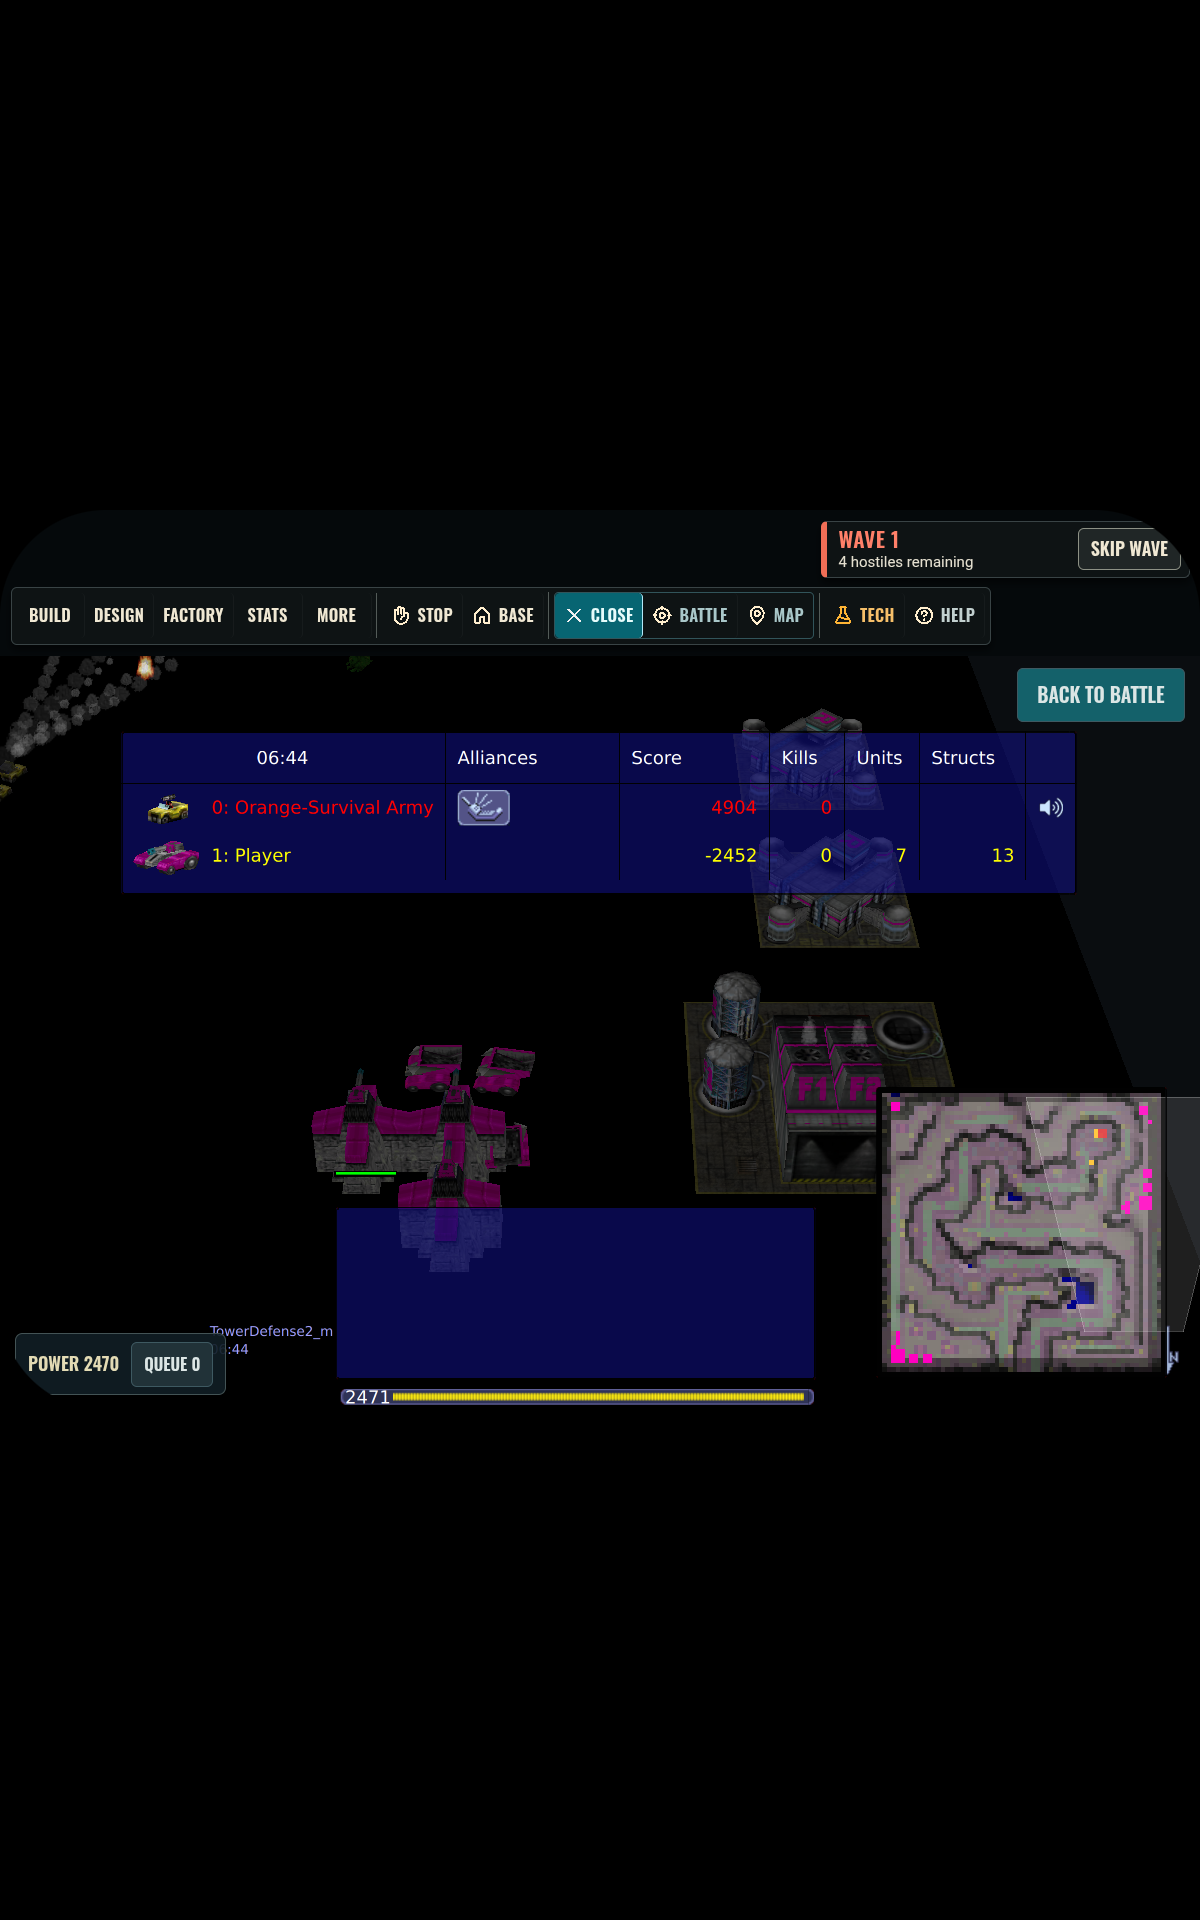 WAVE 1
4 hostiles remaining
SKIP WAVE
BUILD DESIGN FACTORY STATS MORE STOP BASE CLOSE BATTLE MAP TECH HELP
BACK TO BATTLE
06:44 Alliances Score Kills Units Structs
0: Orange-Survival Army 4904 0
1: Player -2452 0 7 13
TowerDefense2_m
:44
POWER 2470 QUEUE 0
2471
N